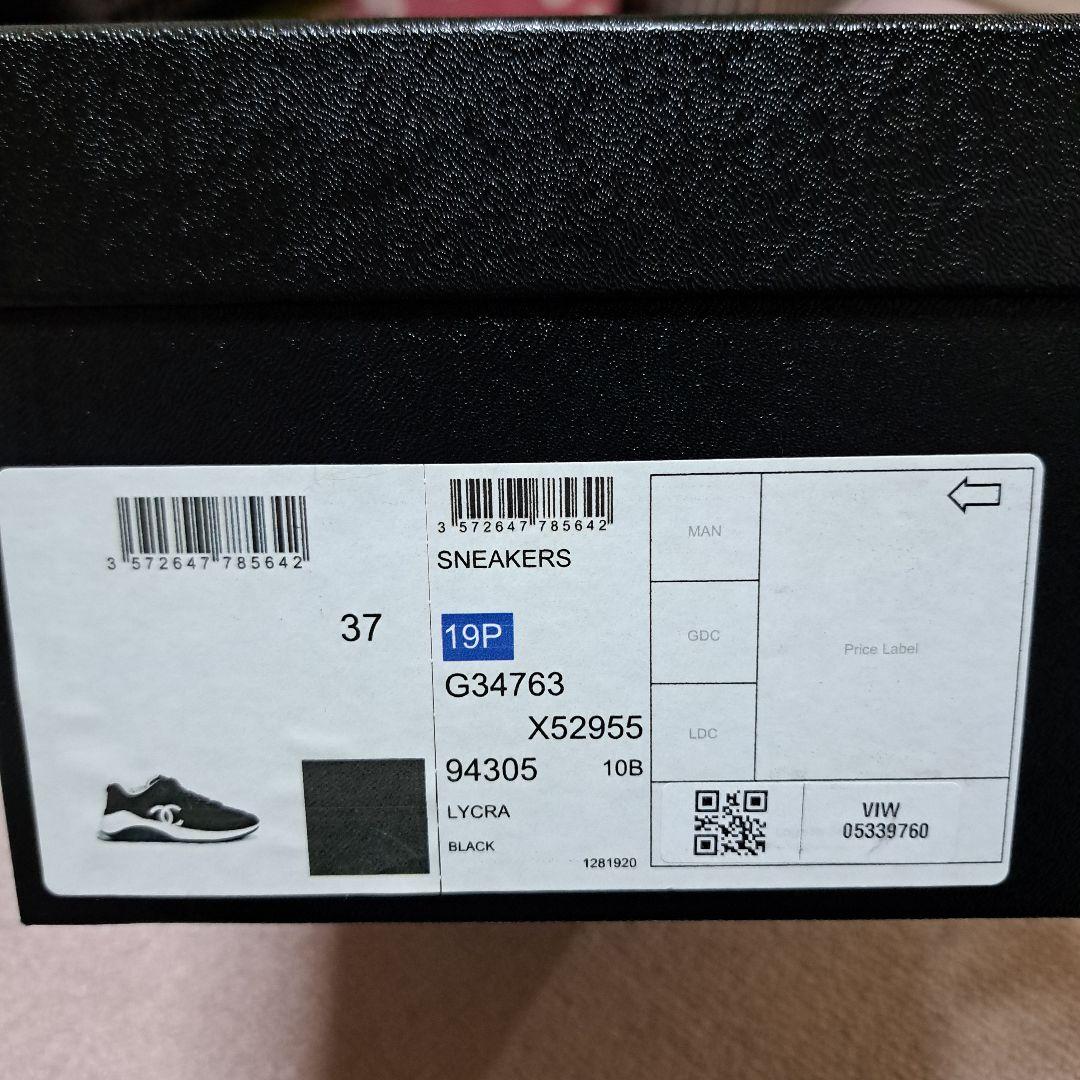 3 572647 785642
37
3 572647 785642
SNEAKERS
19P
G34763
X52955
94305 10B
LYCRA
BLACK
1281920
MAN
GDC
LDC
Price Label
VIW
05339760